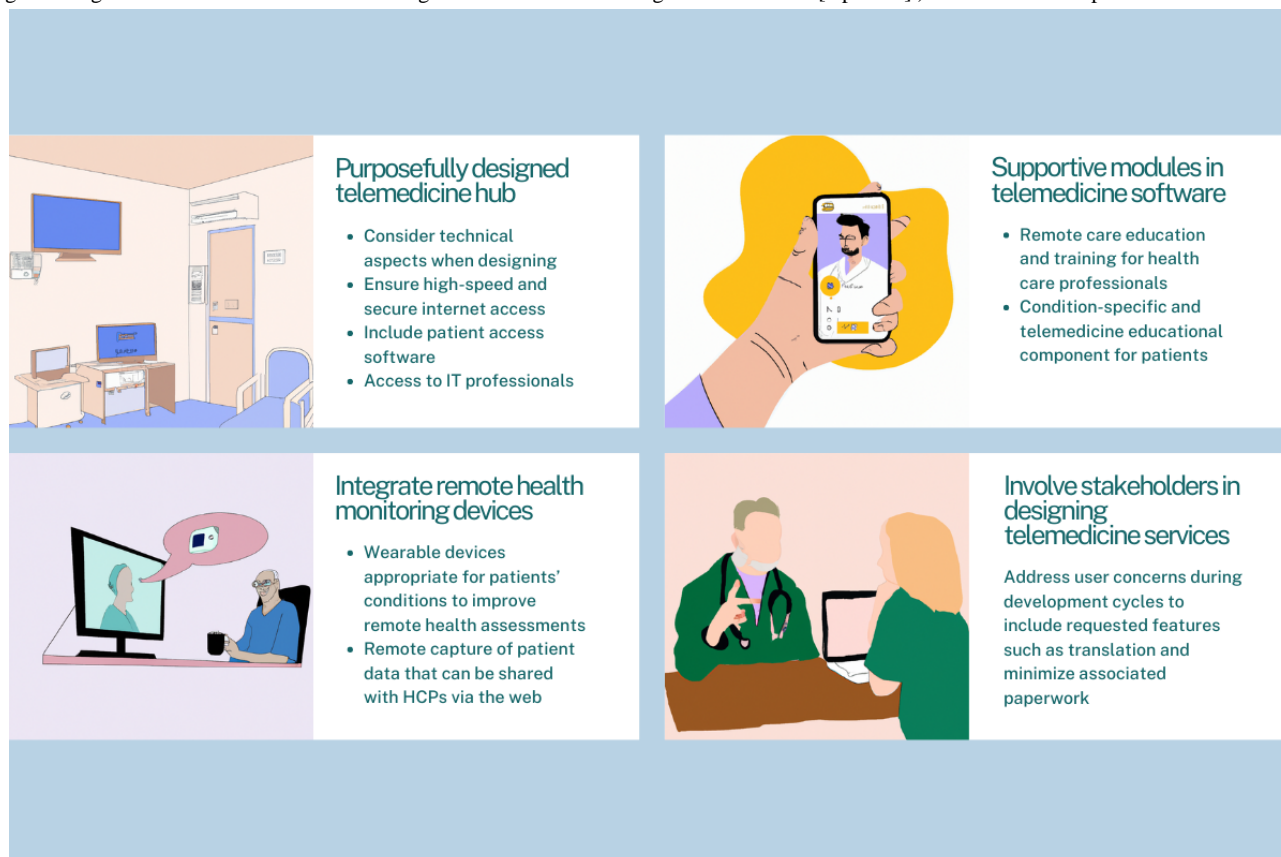 Purposefully designed
telemedicine hub
• Consider technical
aspects when designing
• Ensure high-speed and
secure internet access
• Include patient access
software
• Access to IT professionals
Supportive modules in
telemedicine software
• Remote care education
and training for health
care professionals
• Condition-specific and
telemedicine educational
component for patients
Integrate remote health
monitoring devices
• Wearable devices
appropriate for patients’
conditions to improve
remote health assessments
• Remote capture of patient
data that can be shared
with HCPs via the web
Involve stakeholders in
designing
telemedicine services
Address user concerns during
development cycles to
include requested features
such as translation and
minimize associated
paperwork